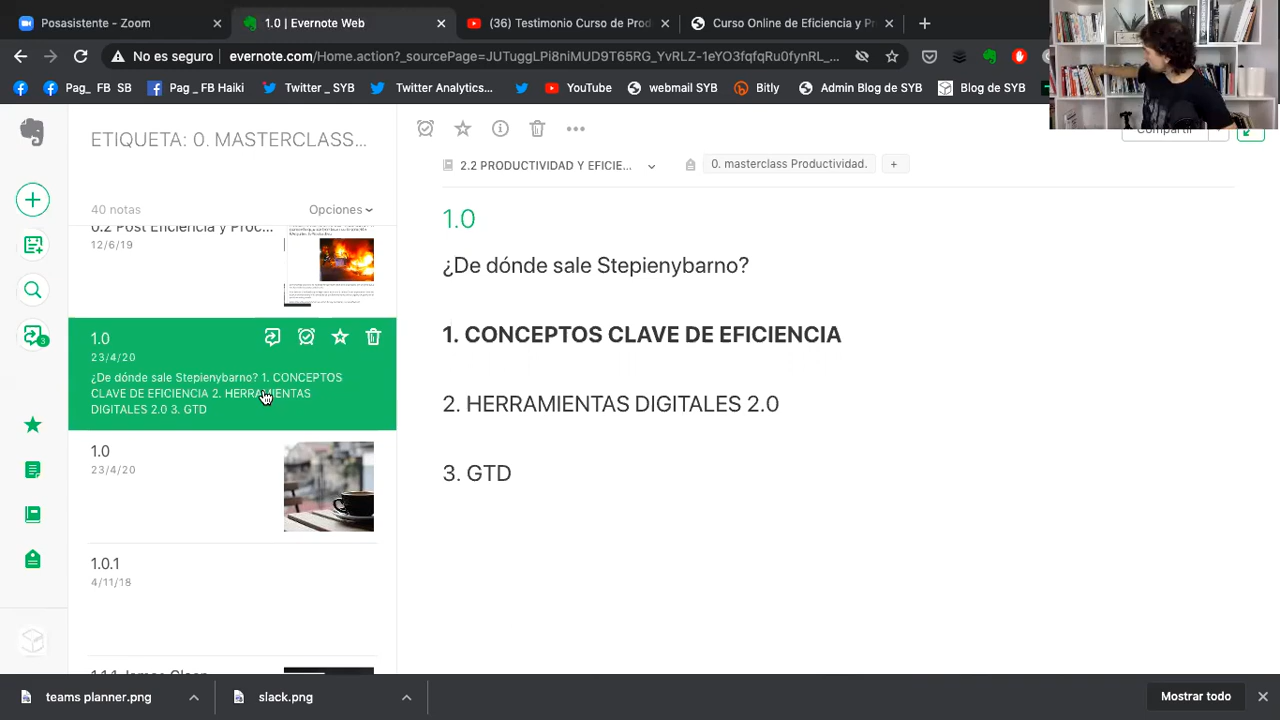 Posasistente - Zoom
1.0 | Evernote Web
(36) Testimonio Curso de Prod
Curso Online de Eficiencia y Pr
No es seguro
evernote.com/Home.action?_sourcePage=JUTuggLPi8niMUD9T65RG_YvRLZ-1eYO3fqfqRu0fynRL_...
Pag_ FB SB
Pag _ FB Haiki
Twitter _ SYB
Twitter Analytics...
YouTube
webmail SYB
Bitly
Admin Blog de SYB
Blog de SYB
ETIQUETA: 0. MASTERCLASS...
Compartir
2.2 PRODUCTIVIDAD Y EFICIE...
0. masterclass Productividad.
+
40 notas
Opciones
Post Eficiencia y Proc...
12/6/19
1.0
23/4/20
¿De dónde sale Stepienybarno? 1. CONCEPTOS
CLAVE DE EFICIENCIA 2. HERRAMIENTAS
DIGITALES 2.0 3. GTD
1.0
23/4/20
1.0.1
4/11/18
3
1.0
¿De dónde sale Stepienybarno?
1. CONCEPTOS CLAVE DE EFICIENCIA
2. HERRAMIENTAS DIGITALES 2.0
3. GTD
teams planner.png
slack.png
Mostrar todo